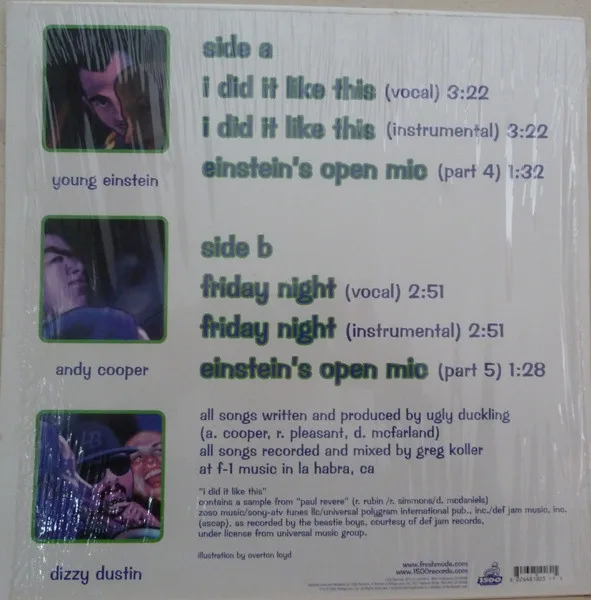 side a
i did it like this (vocal) 3:22
i did it like this (instrumental) 3:22
einstein's open mic (part 4) 1:32
young einstein
side b
friday night (vocal) 2:51
friday night (instrumental) 2:51
einstein's open mic (part 5) 1:28
andy cooper
all songs written and produced by ugly duckling
(a. cooper, r. pleasant, d. mcfarland)
all songs recorded and mixed by greg koller
at f-1 music in la habra, ca
"i did it like this"
contains a sample from "paul revere" (r. rubin /r. simmons/d. mcdaniels)
zoso music/sony-atv tunes llc/universal polygram international pub., inc./def jam music, inc.
(ascap). as recorded by the beastie boys, courtesy of def jam records,
under license from universal music group.
illustration by overton loyd
dizzy dustin
www.freshmode.com
www.1500records.com
1500